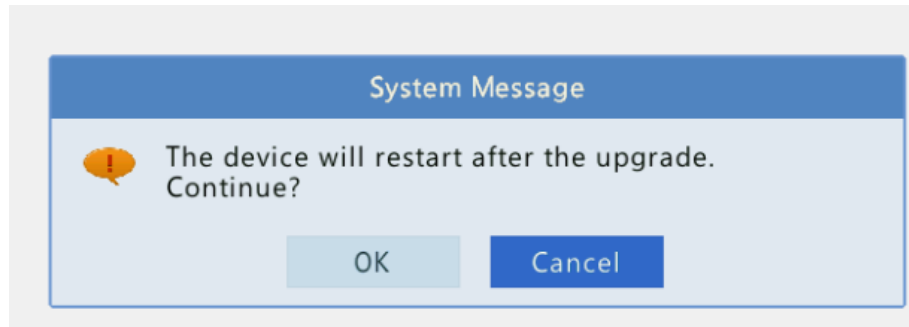 System Message
The device will restart after the upgrade.
Continue?
OK
Cancel